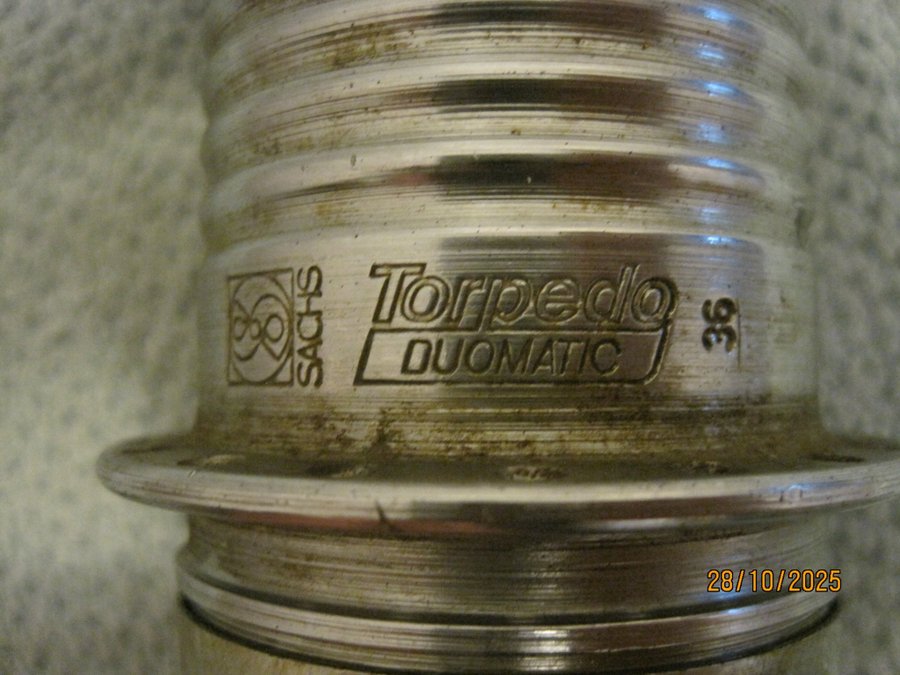 SACHS
Torpedo
DUOMATIC
36
28/10/2025